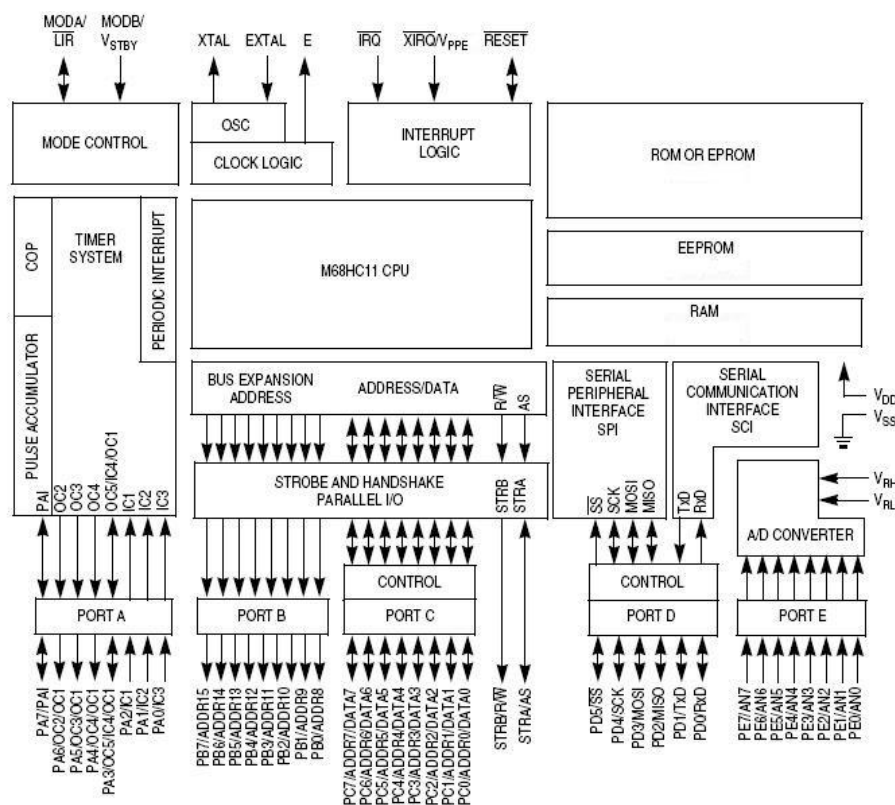 MODA/ MODB/
LIR VSTBY
XTAL EXTAL E
IRQ XIRQ/VPPE RESET
MODE CONTROL
OSC
CLOCK LOGIC
INTERRUPT
LOGIC
ROM OR EPROM
COP
TIMER
SYSTEM
PERIODIC INTERRUPT
M68HC11 CPU
EEPROM
RAM
PULSE ACCUMULATOR
BUS EXPANSION
ADDRESS
ADDRESS/DATA
R/W
AS
SERIAL
PERIPHERAL
INTERFACE
SPI
SERIAL
COMMUNICATION
INTERFACE
SCI
VDD
VSS
PAI
OC2
OC3
OC4
OC5/IC4/OC1
IC1
IC2
IC3
STROBE AND HANDSHAKE
PARALLEL I/O
STRB
STRA
SS
SCK
MOSI
MISO
TxD
RxD
VRH
VRL
A/D CONVERTER
CONTROL
CONTROL
PORT A
PORT B
PORT C
PORT D
PORT E
PA7/PAI
PA6/OC2/OC1
PA5/OC3/OC1
PA4/OC4/OC1
PA3/OC5/IC4/OC1
PA2/IC1
PA1/IC2
PA0/IC3
PB7/ADDR15
PB6/ADDR14
PB5/ADDR13
PB4/ADDR12
PB3/ADDR11
PB2/ADDR10
PB1/ADDR9
PB0/ADDR8
PC7/ADDR7/DATA7
PC6/ADDR6/DATA6
PC5/ADDR5/DATA5
PC4/ADDR4/DATA4
PC3/ADDR3/DATA3
PC2/ADDR2/DATA2
PC1/ADDR1/DATA1
PC0/ADDR0/DATA0
STRB/R/W
STRA/AS
PD5/SS
PD4/SCK
PD3/MOSI
PD2/MISO
PD1/TxD
PD0/RxD
PE7/AN7
PE6/AN6
PE5/AN5
PE4/AN4
PE3/AN3
PE2/AN2
PE1/AN1
PE0/AN0